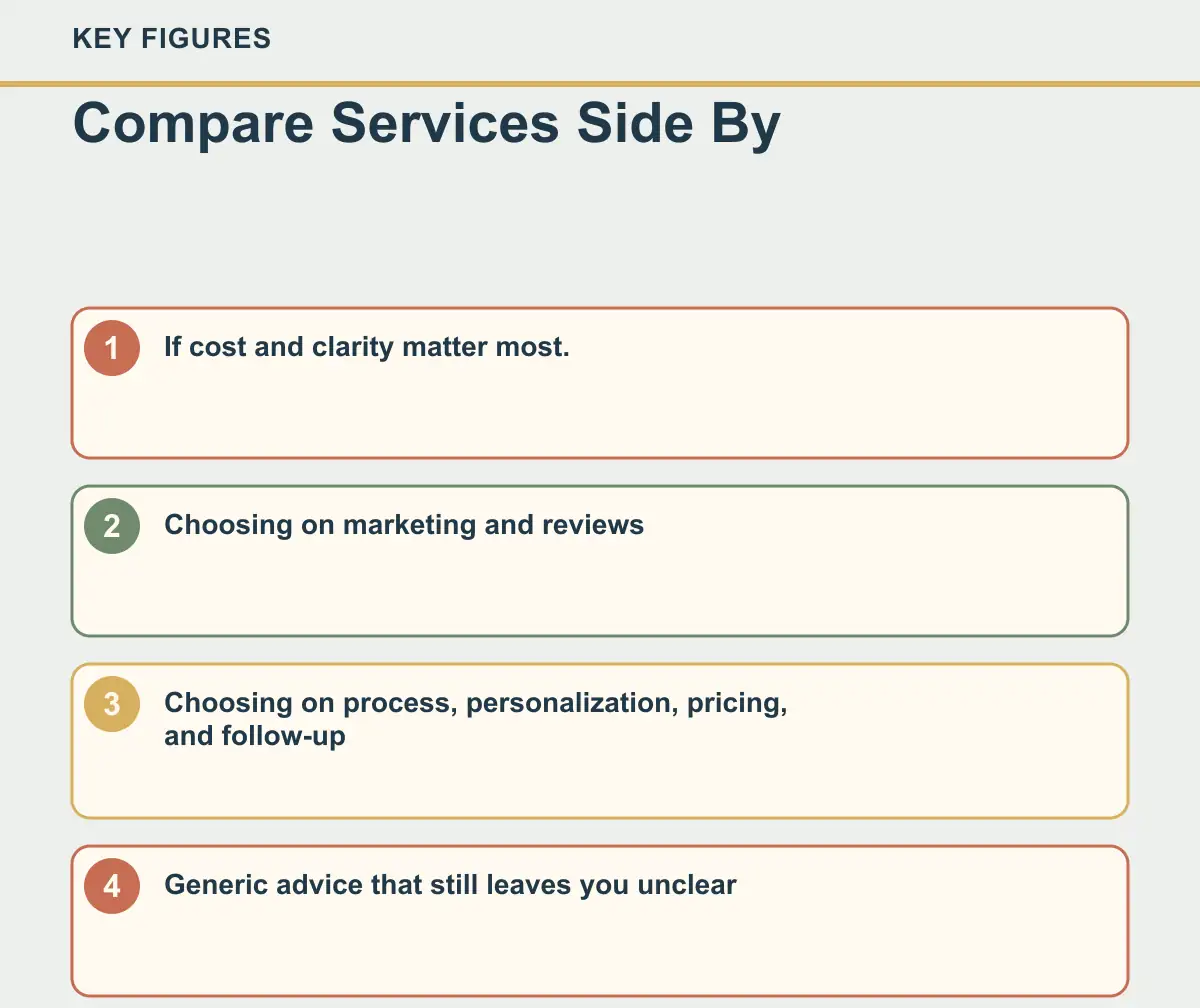 KEY FIGURES
Compare Services Side By
1
If cost and clarity matter most.
2
Choosing on marketing and reviews
3
Choosing on process, personalization, pricing,
and follow-up
4
Generic advice that still leaves you unclear